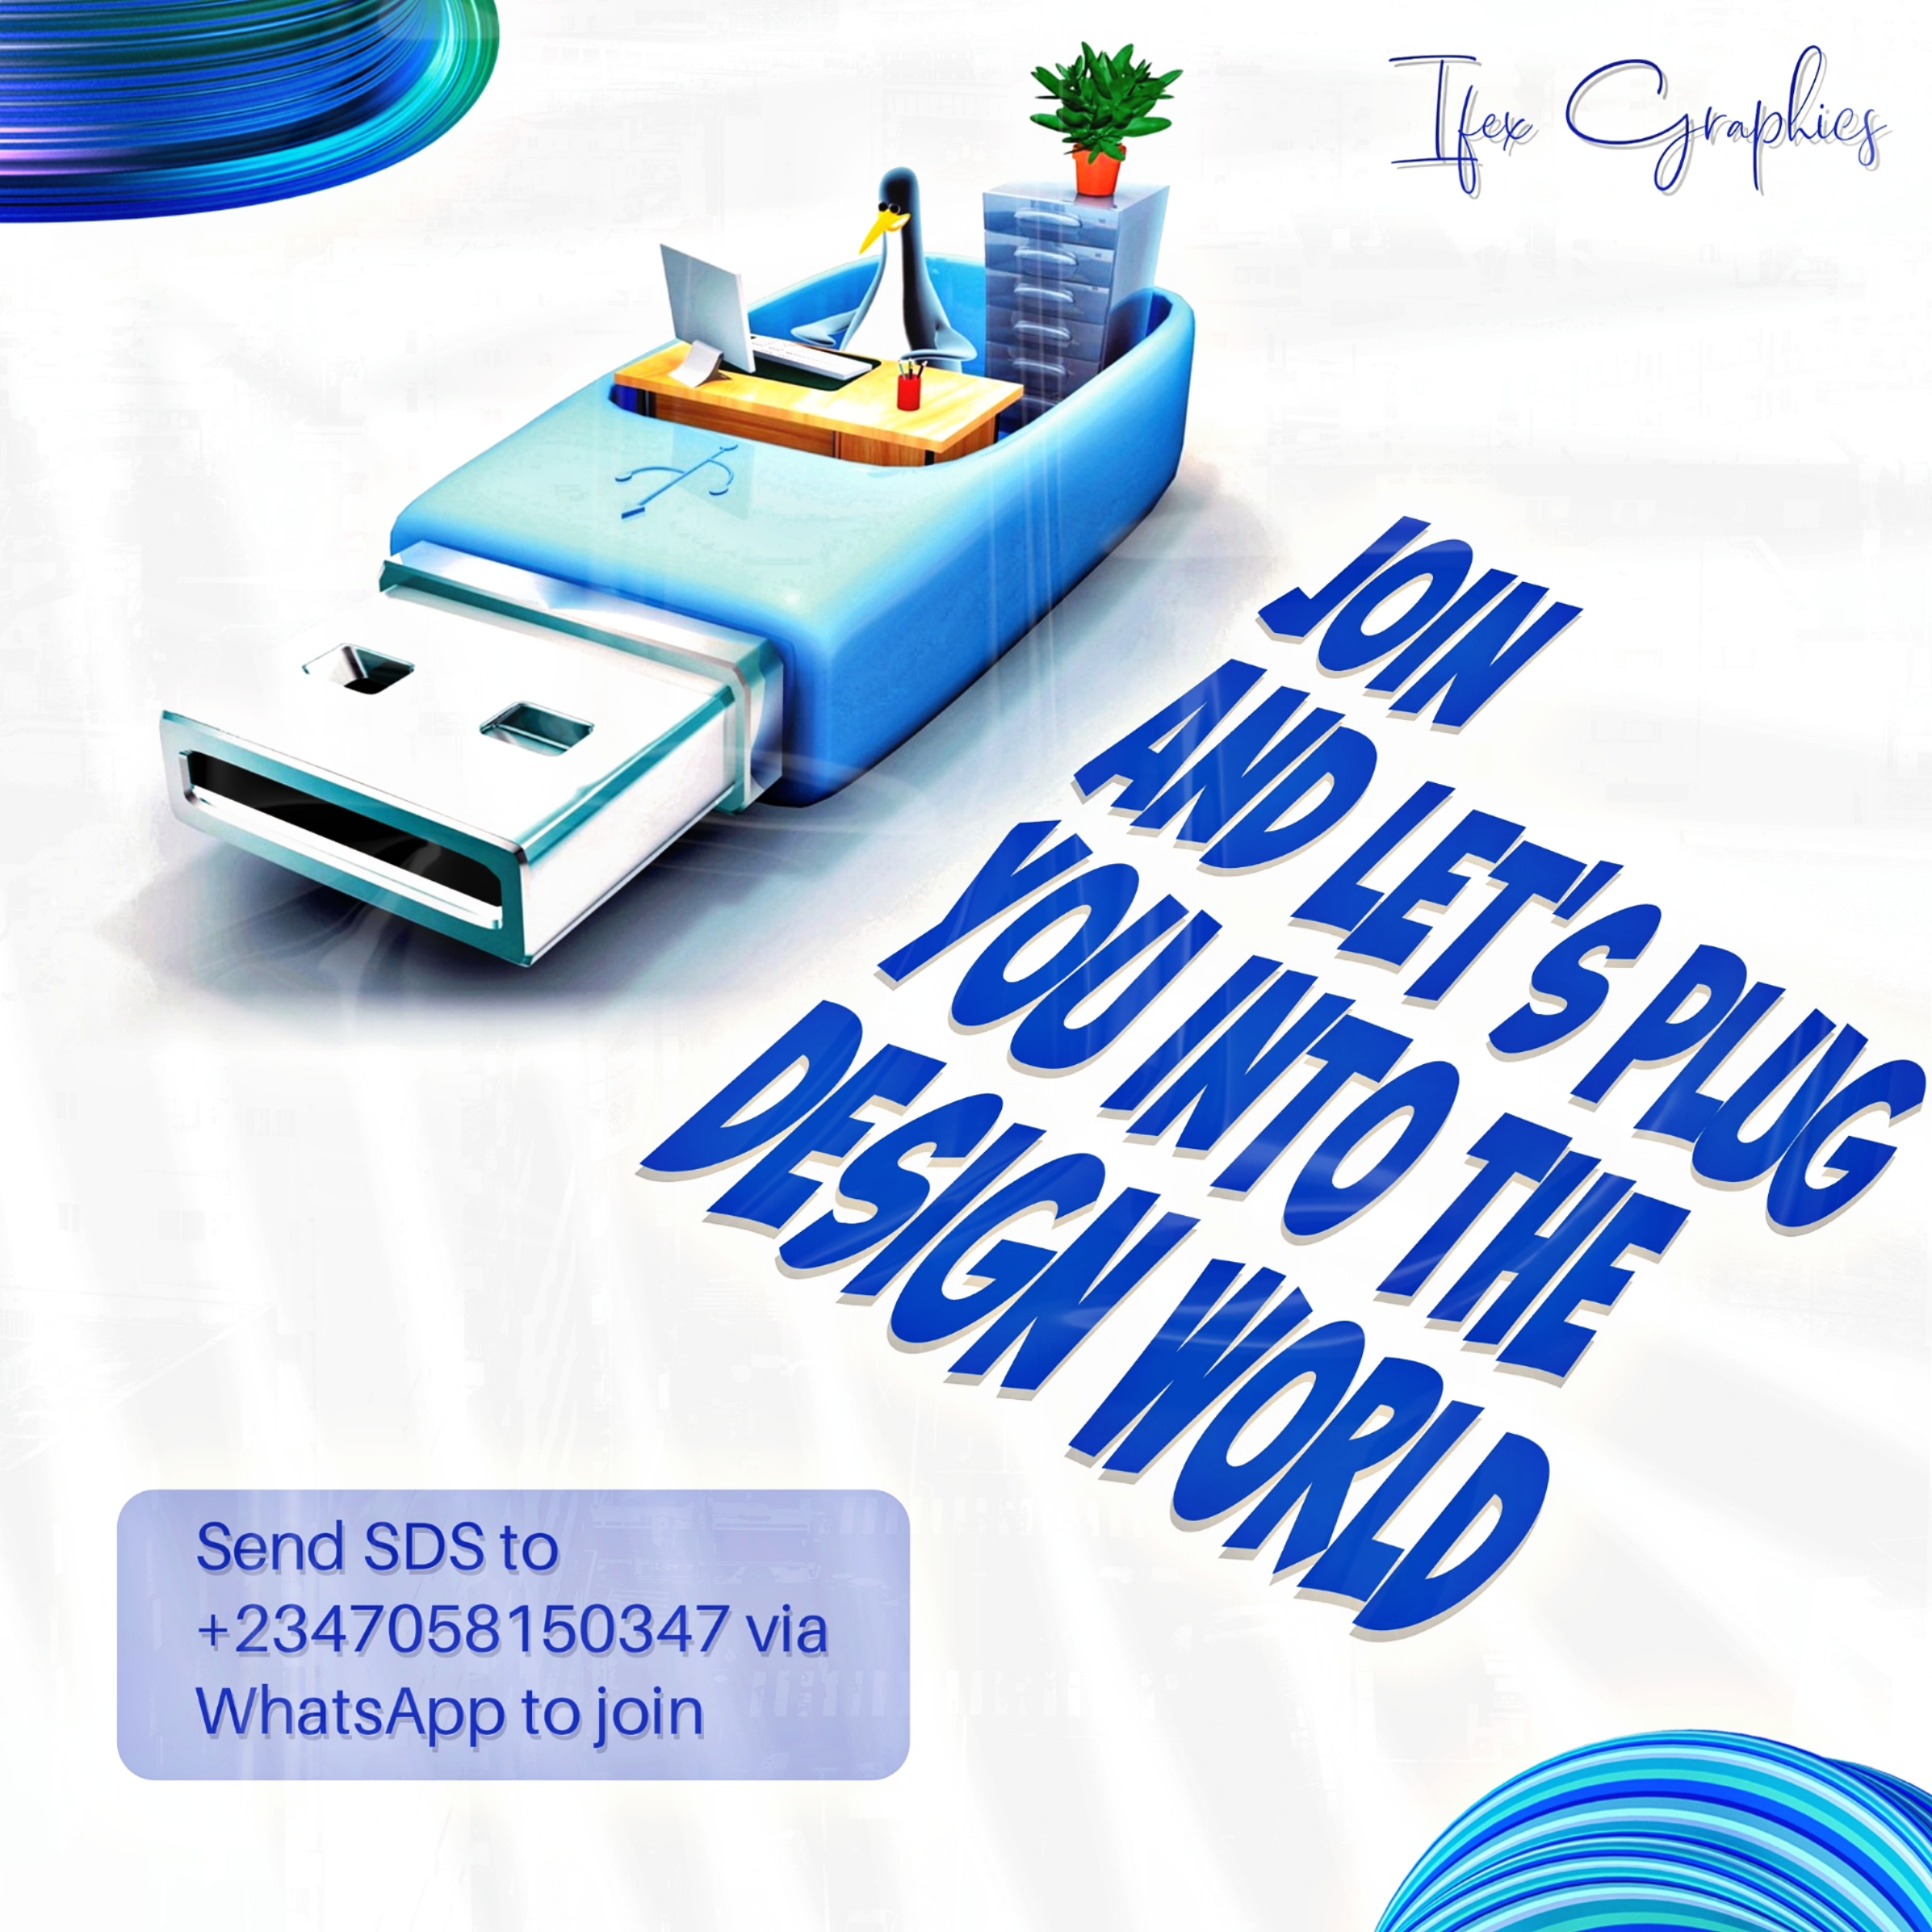 Ifex Graphics
JOIN
AND LET'S PLUG
YOU INTO THE
DESIGN WORLD
Send SDS to
+2347058150347 via
WhatsApp to join